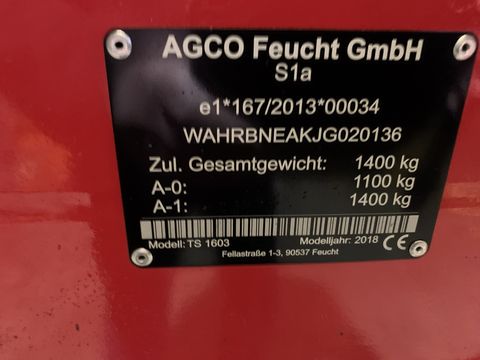 AGCO Feucht GmbH
S1a
e1*167/2013*00034
WAHRBNEAKJG020136
Zul. Gesamtgewicht: 1400 kg
A-0: 1100 kg
A-1: 1400 kg
Modell: TS 1603 Modelljahr: 2018 CE
Fellastraße 1-3, 90537 Feucht